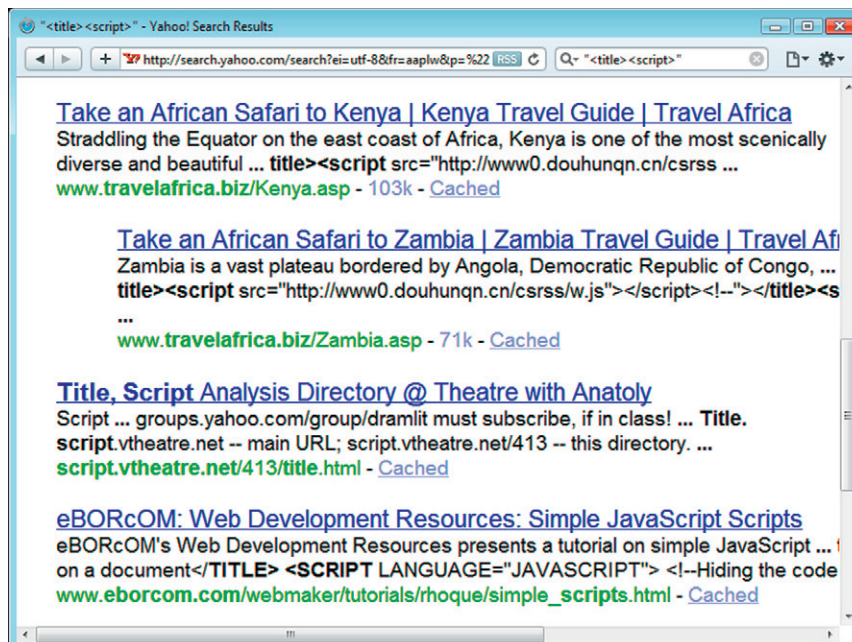 "<title><script>" - Yahoo! Search Results
http://search.yahoo.com/search?ei=utf-8&fr=aaplw&p=%22 RSS "<title><script>"
Take an African Safari to Kenya | Kenya Travel Guide | Travel Africa
Straddling the Equator on the east coast of Africa, Kenya is one of the most scenically
diverse and beautiful ... title><script src="http://www0.douhunqn.cn/csrss ...
www.travelafrica.biz/Kenya.asp - 103k - Cached
Take an African Safari to Zambia | Zambia Travel Guide | Travel Afr
Zambia is a vast plateau bordered by Angola, Democratic Republic of Congo, ...
title><script src="http://www0.douhunqn.cn/csrss/w.js"></script><!--"></title><s
...
www.travelafrica.biz/Zambia.asp - 71k - Cached
Title, Script Analysis Directory @ Theatre with Anatoly
Script ... groups.yahoo.com/group/dramlit must subscribe, if in class! ... Title.
script.vtheatre.net -- main URL; script.vtheatre.net/413 -- this directory. ...
script.vtheatre.net/413/title.html - Cached
eBORcOM: Web Development Resources: Simple JavaScript Scripts
eBORcOM's Web Development Resources presents a tutorial on simple JavaScript ... t
on a document</TITLE> <SCRIPT LANGUAGE="JAVASCRIPT"> <!--Hiding the code
www.eborcom.com/webmaker/tutorials/rhoque/simple_scripts.html - Cached